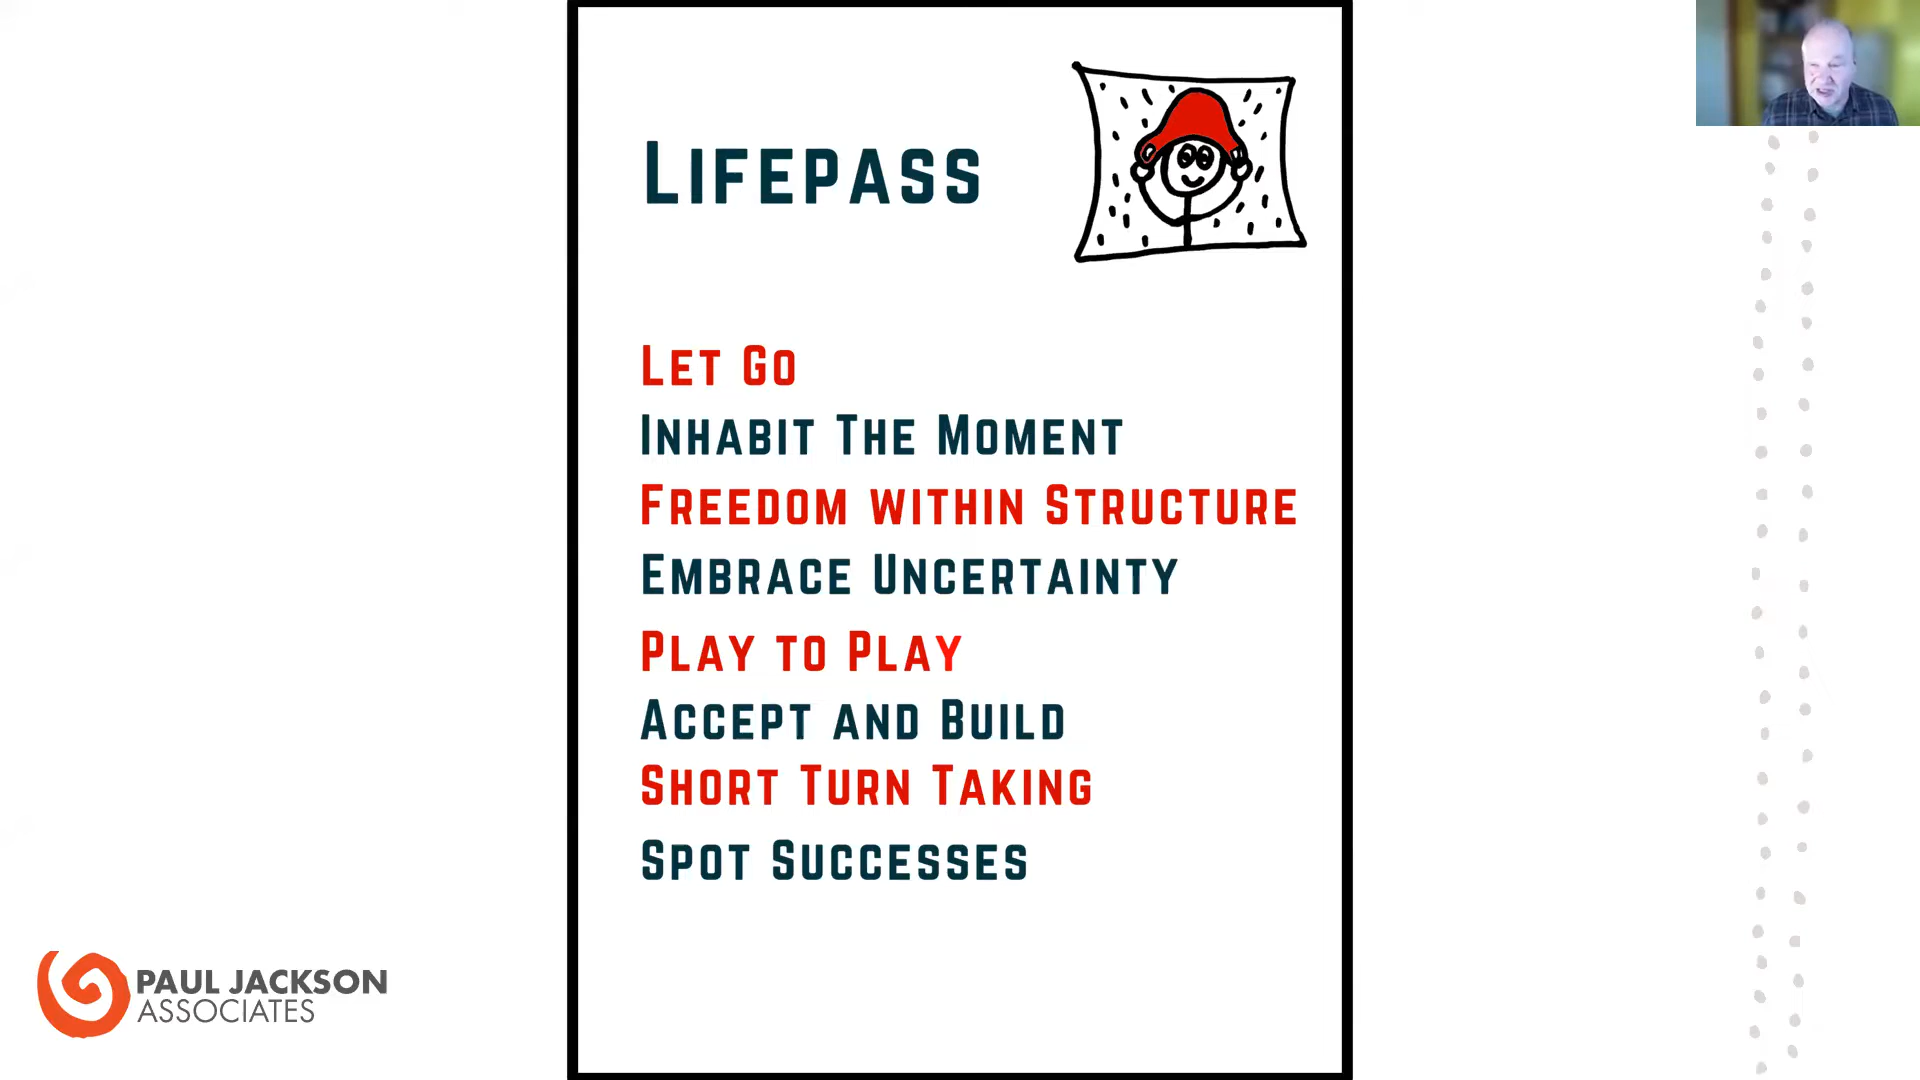 Lifepass
Let Go
Inhabit The Moment
Freedom within Structure
Embrace Uncertainty
Play to Play
Accept and Build
Short Turn Taking
Spot Successes
PAUL JACKSON
ASSOCIATES